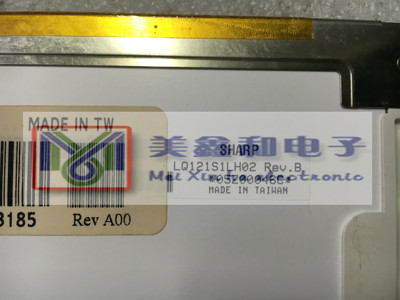 MADE IN TW
3185
Rev A00
SHARP
LQ121S1LH02 Rev.B
MADE IN TAIWAN
美鑫和电子
Mei Xin He electronic